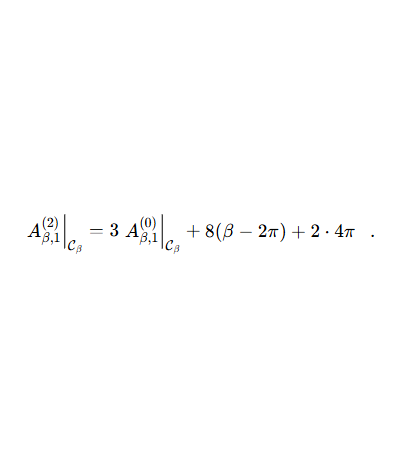 $A^{(2)}_{\beta,1}\Big|_{\mathcal{C}_\beta} = 3\ A^{(0)}_{\beta,1}\Big|_{\mathcal{C}_\beta} + 8(\beta - 2\pi) + 2 \cdot 4\pi \quad .$